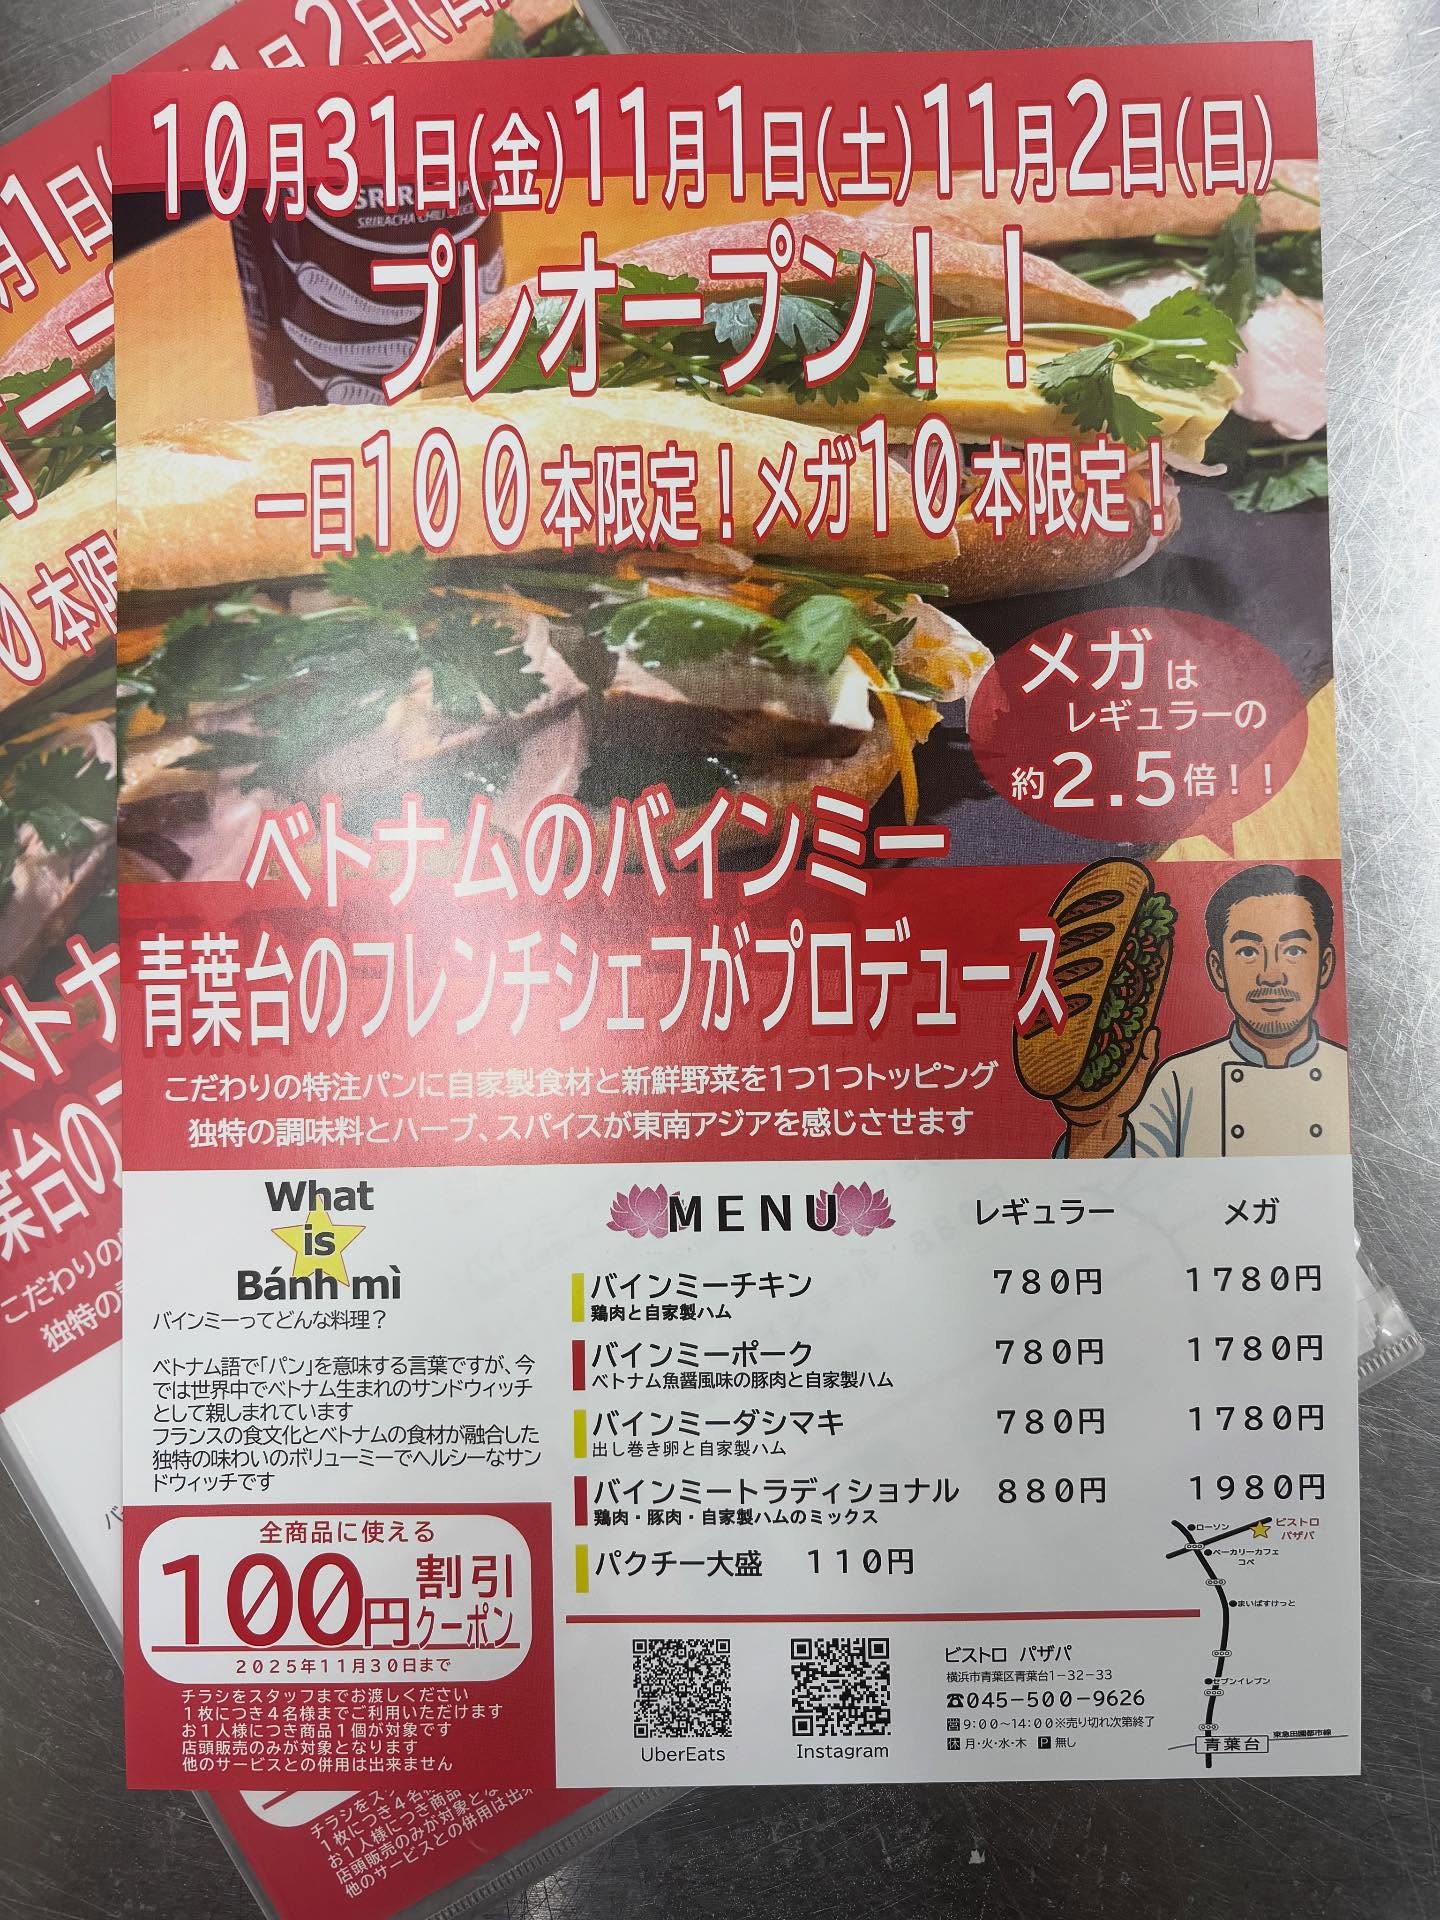 10月31日(金)11月1日(土)11月2日(日)
プレオープン！！
一日100本限定！メガ10本限定！
メガは
レギュラーの
約2.5倍！！
ベトナムのバインミー
青葉台のフレンチシェフがプロデュース
こだわりの特注パンに自家製食材と新鮮野菜を1つ1つトッピング
独特の調味料とハーブ、スパイスが東南アジアを感じさせます
What
is
Bánh mì
バインミーってどんな料理？
ベトナム語で「パン」を意味する言葉ですが、今
では世界中でベトナム生まれのサンドウィッチ
として親しまれています
フランスの食文化とベトナムの食材が融合した
独特の味わいのボリューミーでヘルシーなサン
ドウィッチです
MENU レギュラー メガ
バインミーチキン 780円 1780円
鶏肉と自家製ハム
バインミーポーク 780円 1780円
ベトナム魚醤風味の豚肉と自家製ハム
バインミーダシマキ 780円 1780円
出し巻き卵と自家製ハム
バインミートラディショナル 880円 1980円
鶏肉・豚肉・自家製ハムのミックス
パクチー大盛 110円
全商品に使える
100円割引クーポン
2025年11月30日まで
チラシをスタッフまでお渡しください
1枚につき4名様までご利用いただけます
お1人様につき商品1個が対象です
店頭販売のみが対象となります
他のサービスとの併用は出来ません
UberEats
Instagram
ビストロ パザパ
横浜市青葉区青葉台1-32-33
☎045-500-9626
営 9:00~14:00※売り切れ次第終了
休 月・火・水・木 P 無し
ローソン
ビストロ
パザパ
ベーカリーカフェ
コペ
まいばすけっと
セブンイレブン
東急田園都市線
青葉台